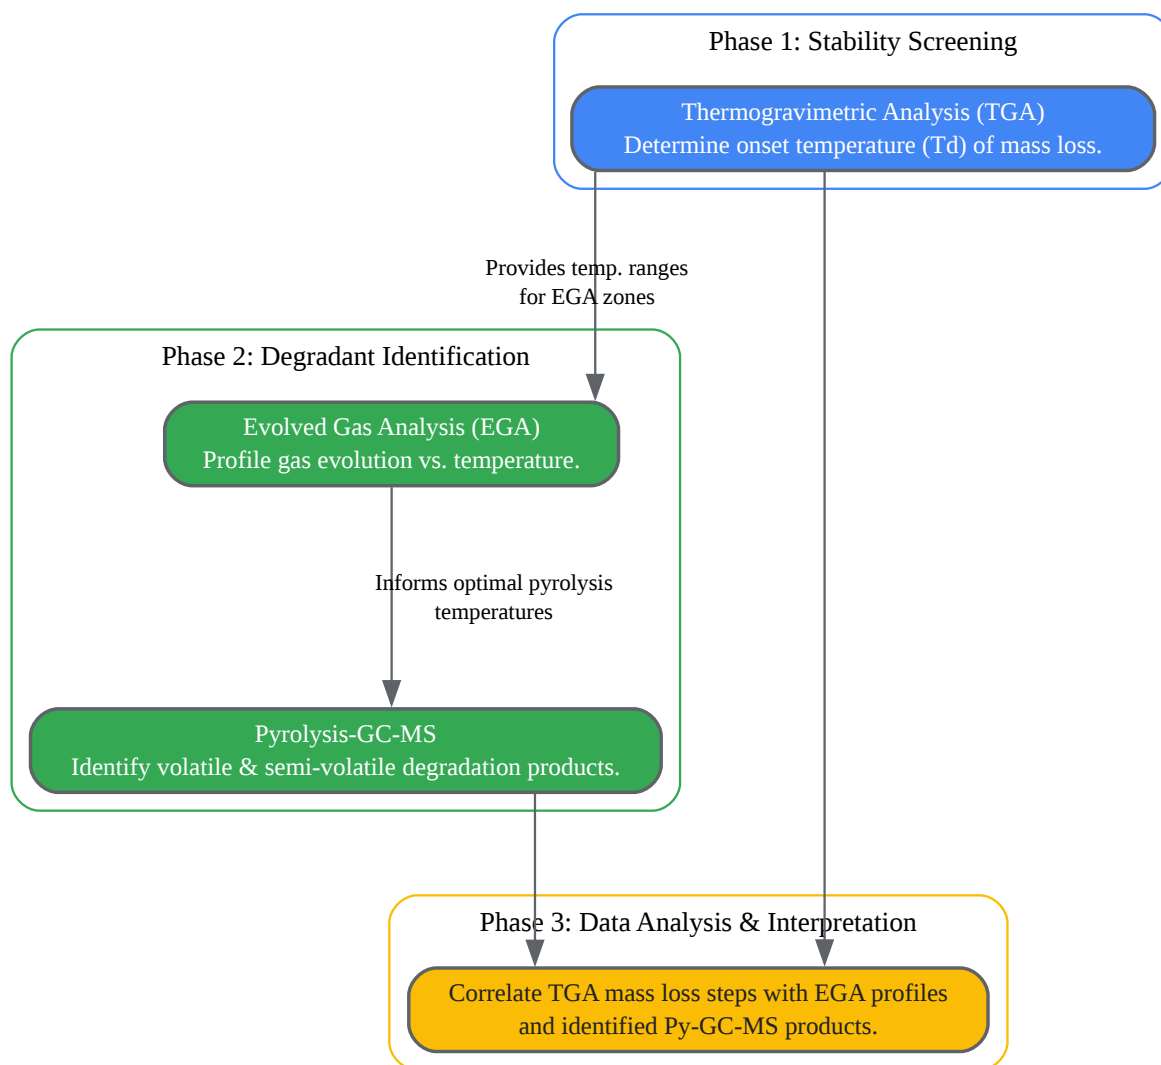 Phase 1: Stability Screening
Thermogravimetric Analysis (TGA)
Determine onset temperature (Td) of mass loss.
Provides temp. ranges
for EGA zones
Phase 2: Degradant Identification
Evolved Gas Analysis (EGA)
Profile gas evolution vs. temperature.
Informs optimal pyrolysis
temperatures
Pyrolysis-GC-MS
Identify volatile & semi-volatile degradation products.
Phase 3: Data Analysis & Interpretation
Correlate TGA mass loss steps with EGA profiles
and identified Py-GC-MS products.